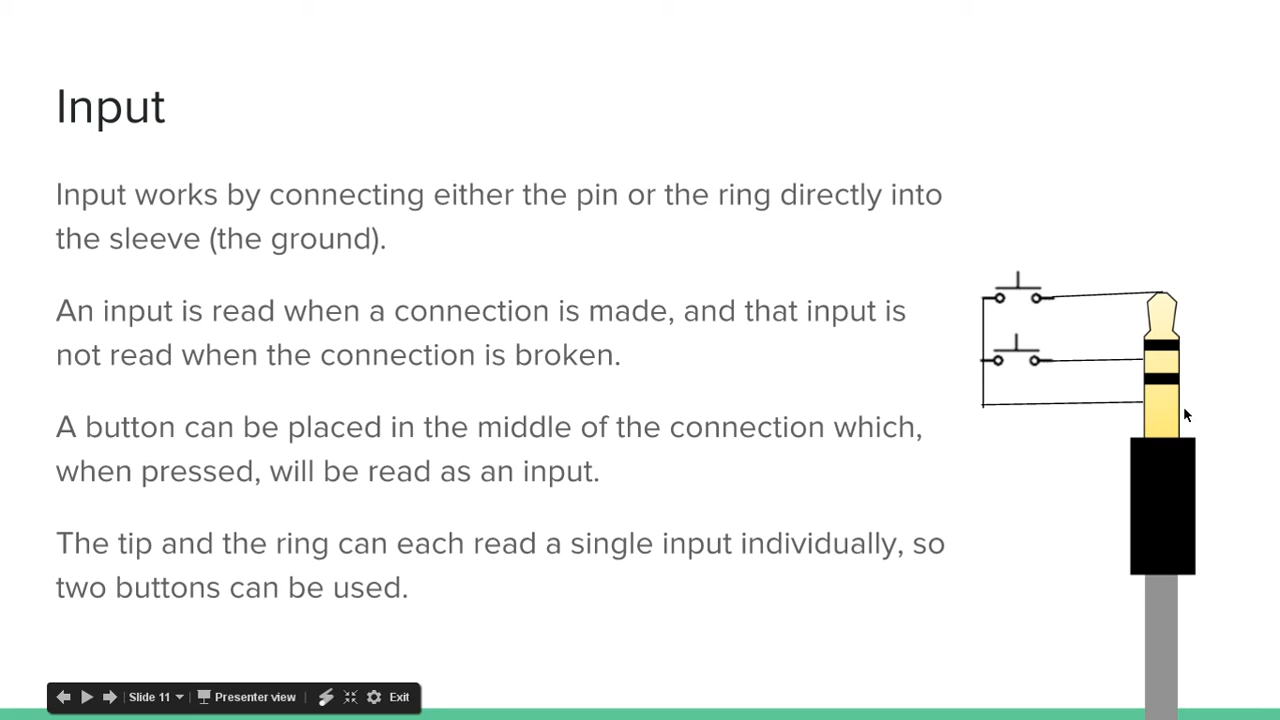 Input
Input works by connecting either the pin or the ring directly into
the sleeve (the ground).
An input is read when a connection is made, and that input is
not read when the connection is broken.
A button can be placed in the middle of the connection which,
when pressed, will be read as an input.
The tip and the ring can each read a single input individually, so
two buttons can be used.
Slide 11 Presenter view Exit